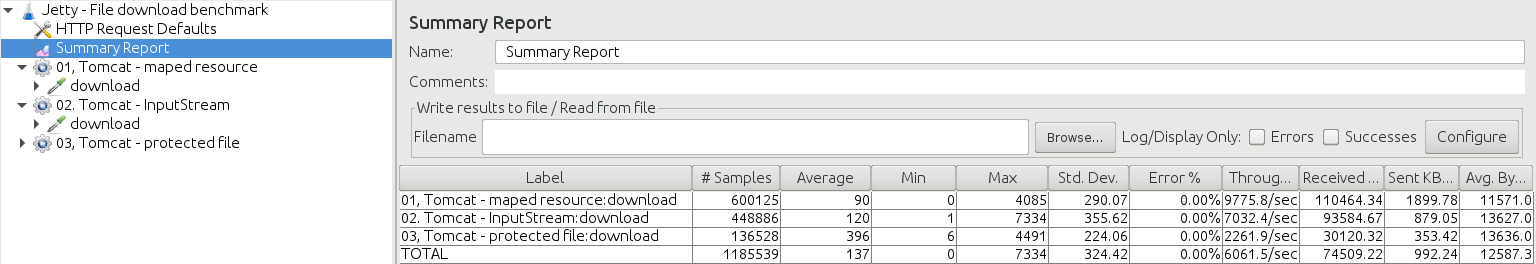 Jetty - File download benchmark
HTTP Request Defaults
Summary Report
01, Tomcat - maped resource
download
02. Tomcat - InputStream
download
03, Tomcat - protected file
Summary Report
Name: Summary Report
Comments:
Write results to file / Read from file
Filename Browse... Log/Display Only: Errors Successes Configure
Label # Samples Average Min Max Std. Dev. Error % Throug... Received ... Sent KB... Avg. By...
01, Tomcat - maped resource:download 600125 90 0 4085 290.07 0.00% 9775.8/sec 110464.34 1899.78 11571.0
02. Tomcat - InputStream:download 448886 120 1 7334 355.62 0.00% 7032.4/sec 93584.67 879.05 13627.0
03, Tomcat - protected file:download 136528 396 6 4491 224.06 0.00% 2261.9/sec 30120.32 353.42 13636.0
TOTAL 1185539 137 0 7334 324.42 0.00% 6061.5/sec 74509.22 992.24 12587.3